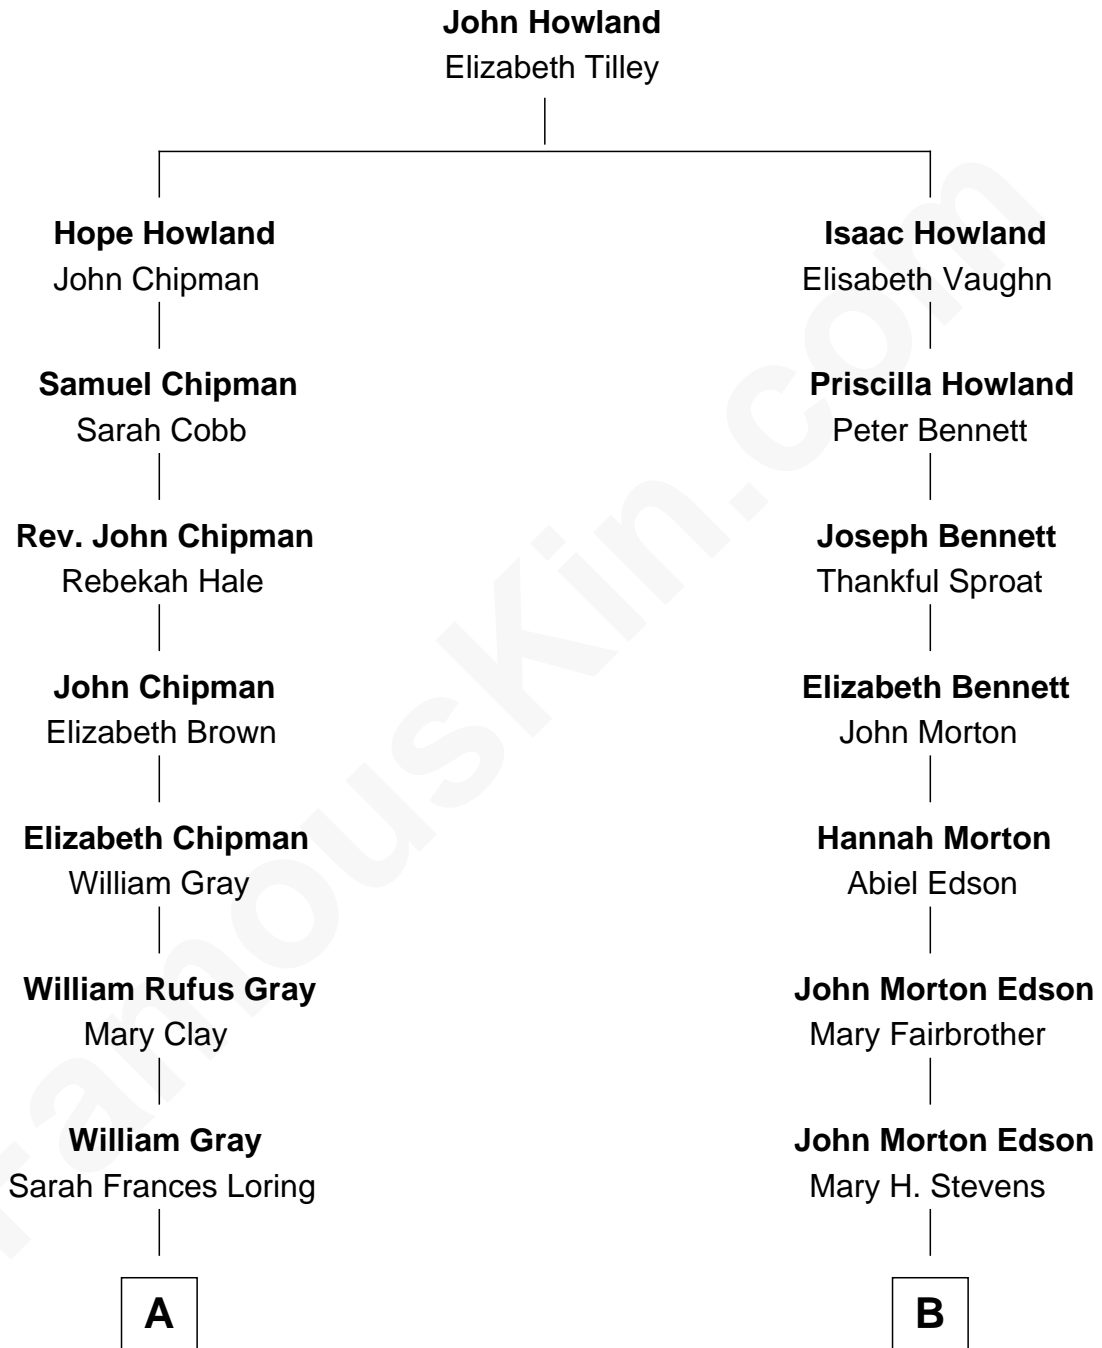 John Howland
Elizabeth Tilley
Hope Howland
John Chipman
Isaac Howland
Elisabeth Vaughn
Samuel Chipman
Sarah Cobb
Priscilla Howland
Peter Bennett
Rev. John Chipman
Rebekah Hale
Joseph Bennett
Thankful Sproat
John Chipman
Elizabeth Brown
Elizabeth Bennett
John Morton
Elizabeth Chipman
William Gray
Hannah Morton
Abiel Edson
William Rufus Gray
Mary Clay
John Morton Edson
Mary Fairbrother
William Gray
Sarah Frances Loring
John Morton Edson
Mary H. Stevens
A
B
famouskin.com